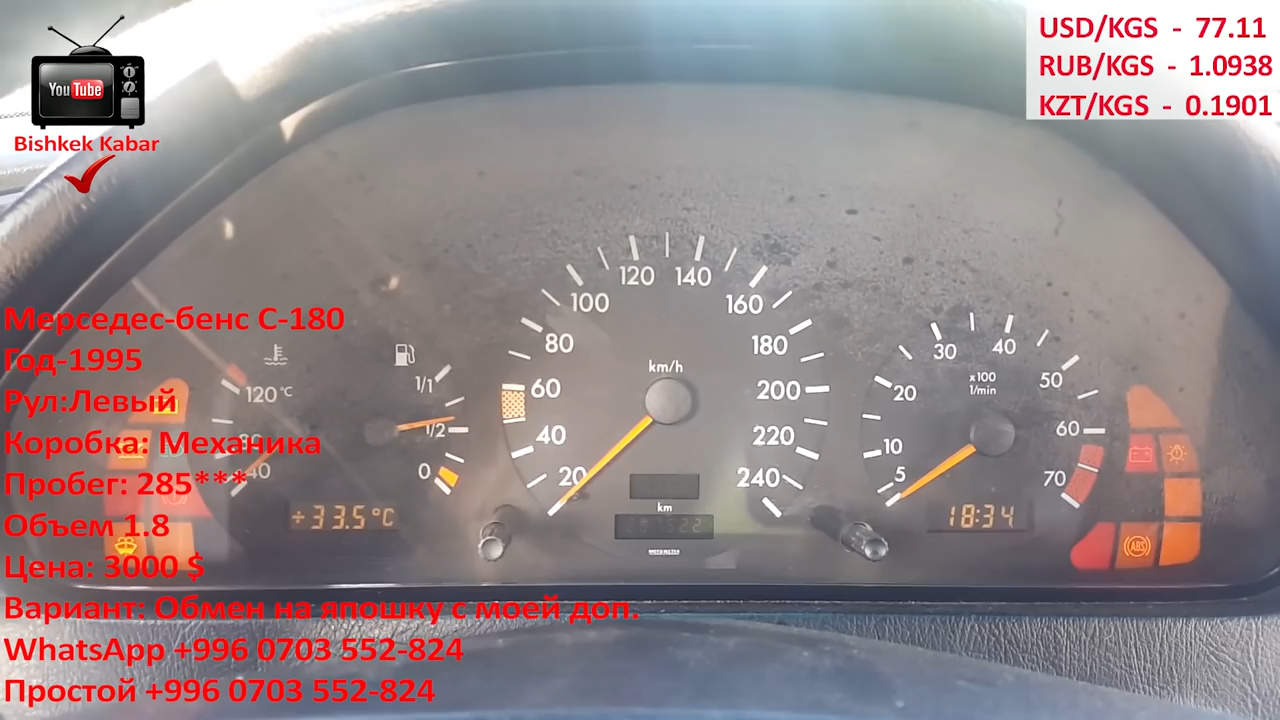 YouTube
Bishkek Kabar
USD/KGS - 77.11
RUB/KGS - 1.0938
KZT/KGS - 0.1901
Мерседес-бенс С-180
Год-1995
Рул:Левый
Коробка: Механика
Пробег: 285***
Объем 1.8
Цена: 3000 $
Вариант: Обмен на япошку с моей доп.
WhatsApp +996 0703 552-824
Простой +996 0703 552-824
120 °C
80
40
1/1
1/2
0
÷33.5°C
km/h
20
40
60
80
100
120
140
160
180
200
220
240
km
x100
1/min
5
10
20
30
40
50
60
70
18:34
ABS